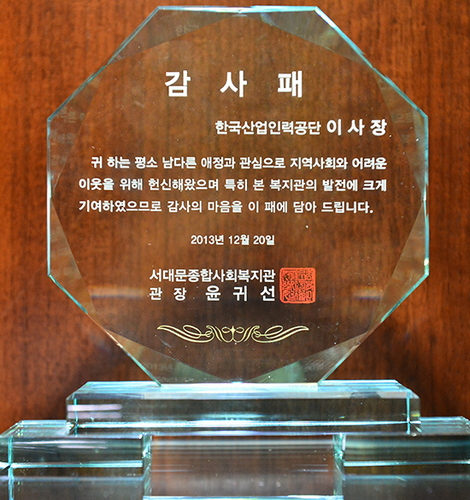 감 사 패
한국산업인력공단 이 사 장
귀 하는 평소 남다른 애정과 관심으로 지역사회와 어려운
이웃을 위해 헌신해왔으며 특히 본 복지관의 발전에 크게
기여하였으므로 감사의 마음을 이 패에 담아 드립니다.
2013년 12월 20일
서대문종합사회복지관
관 장 윤 귀 선